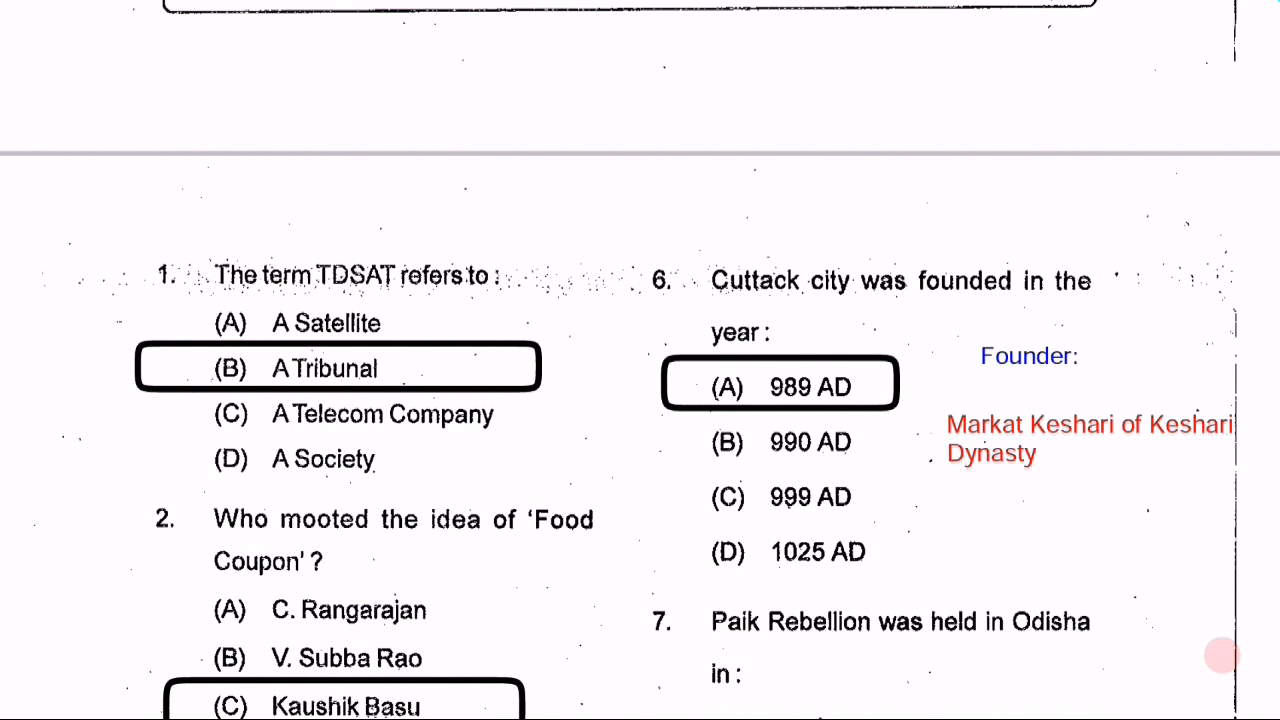 1. The term TDSAT refers to :
(A) A Satellite
(B) A Tribunal
(C) A Telecom Company
(D) A Society
2. Who mooted the idea of ‘Food
Coupon' ?
(A) C. Rangarajan
(B) V. Subba Rao
(C) Kaushik Basu
6. Cuttack city was founded in the
year :
(A) 989 AD
(B) 990 AD
(C) 999 AD
(D) 1025 AD
Founder:
Markat Keshari of Keshari
Dynasty
7. Paik Rebellion was held in Odisha
in :